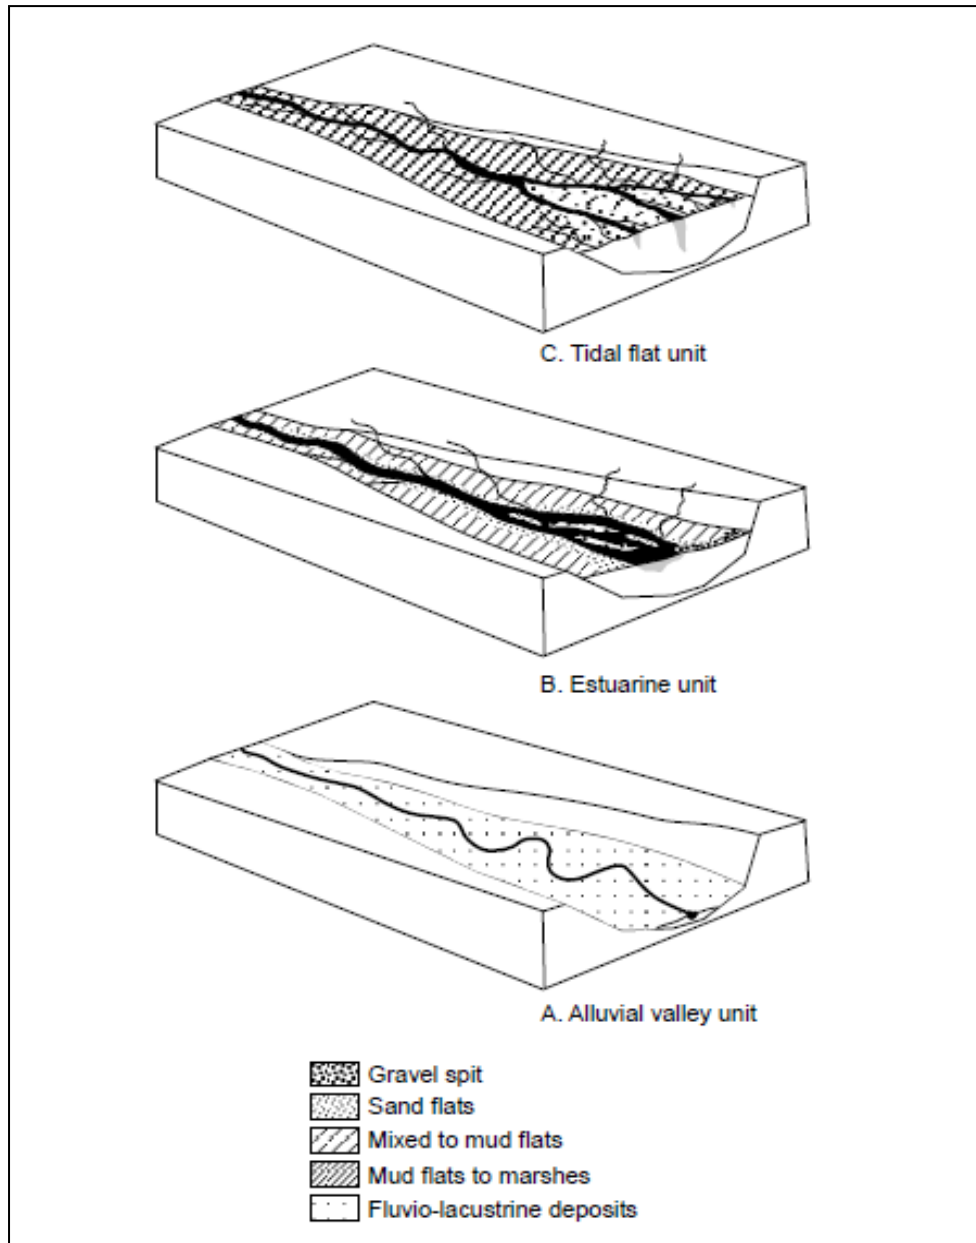 C. Tidal flat unit
B. Estuarine unit
A. Alluvial valley unit
Gravel spit
Sand flats
Mixed to mud flats
Mud flats to marshes
Fluvio-lacustrine deposits